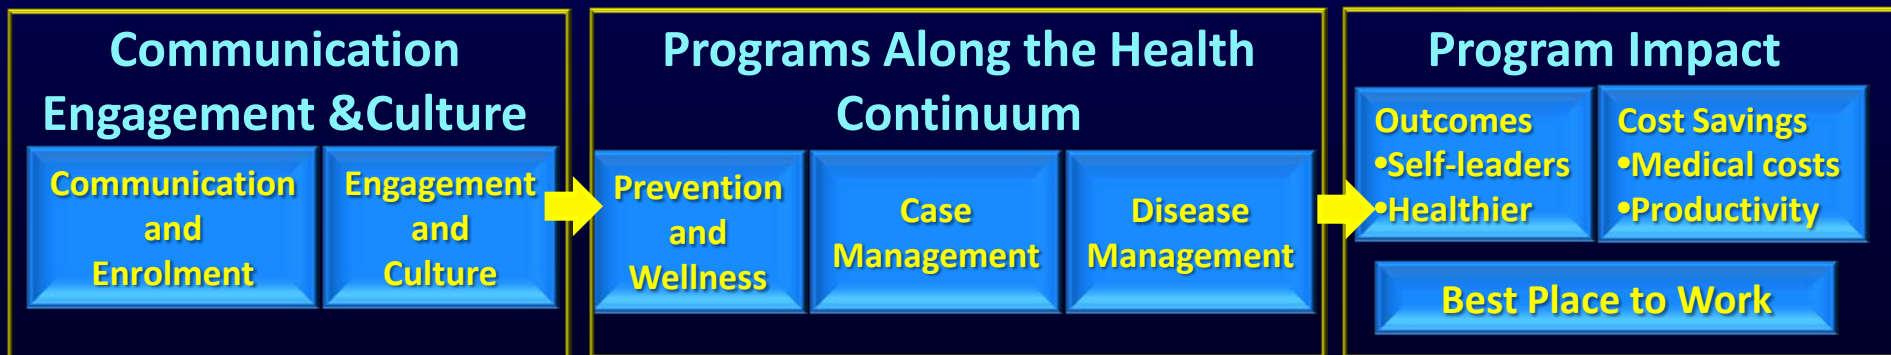 Communication
Engagement &Culture
Communication
and
Enrolment
Engagement
and
Culture
Programs Along the Health
Continuum
Prevention
and
Wellness
Case
Management
Disease
Management
Program Impact
Outcomes
•Self-leaders
•Healthier
Cost Savings
•Medical costs
•Productivity
Best Place to Work